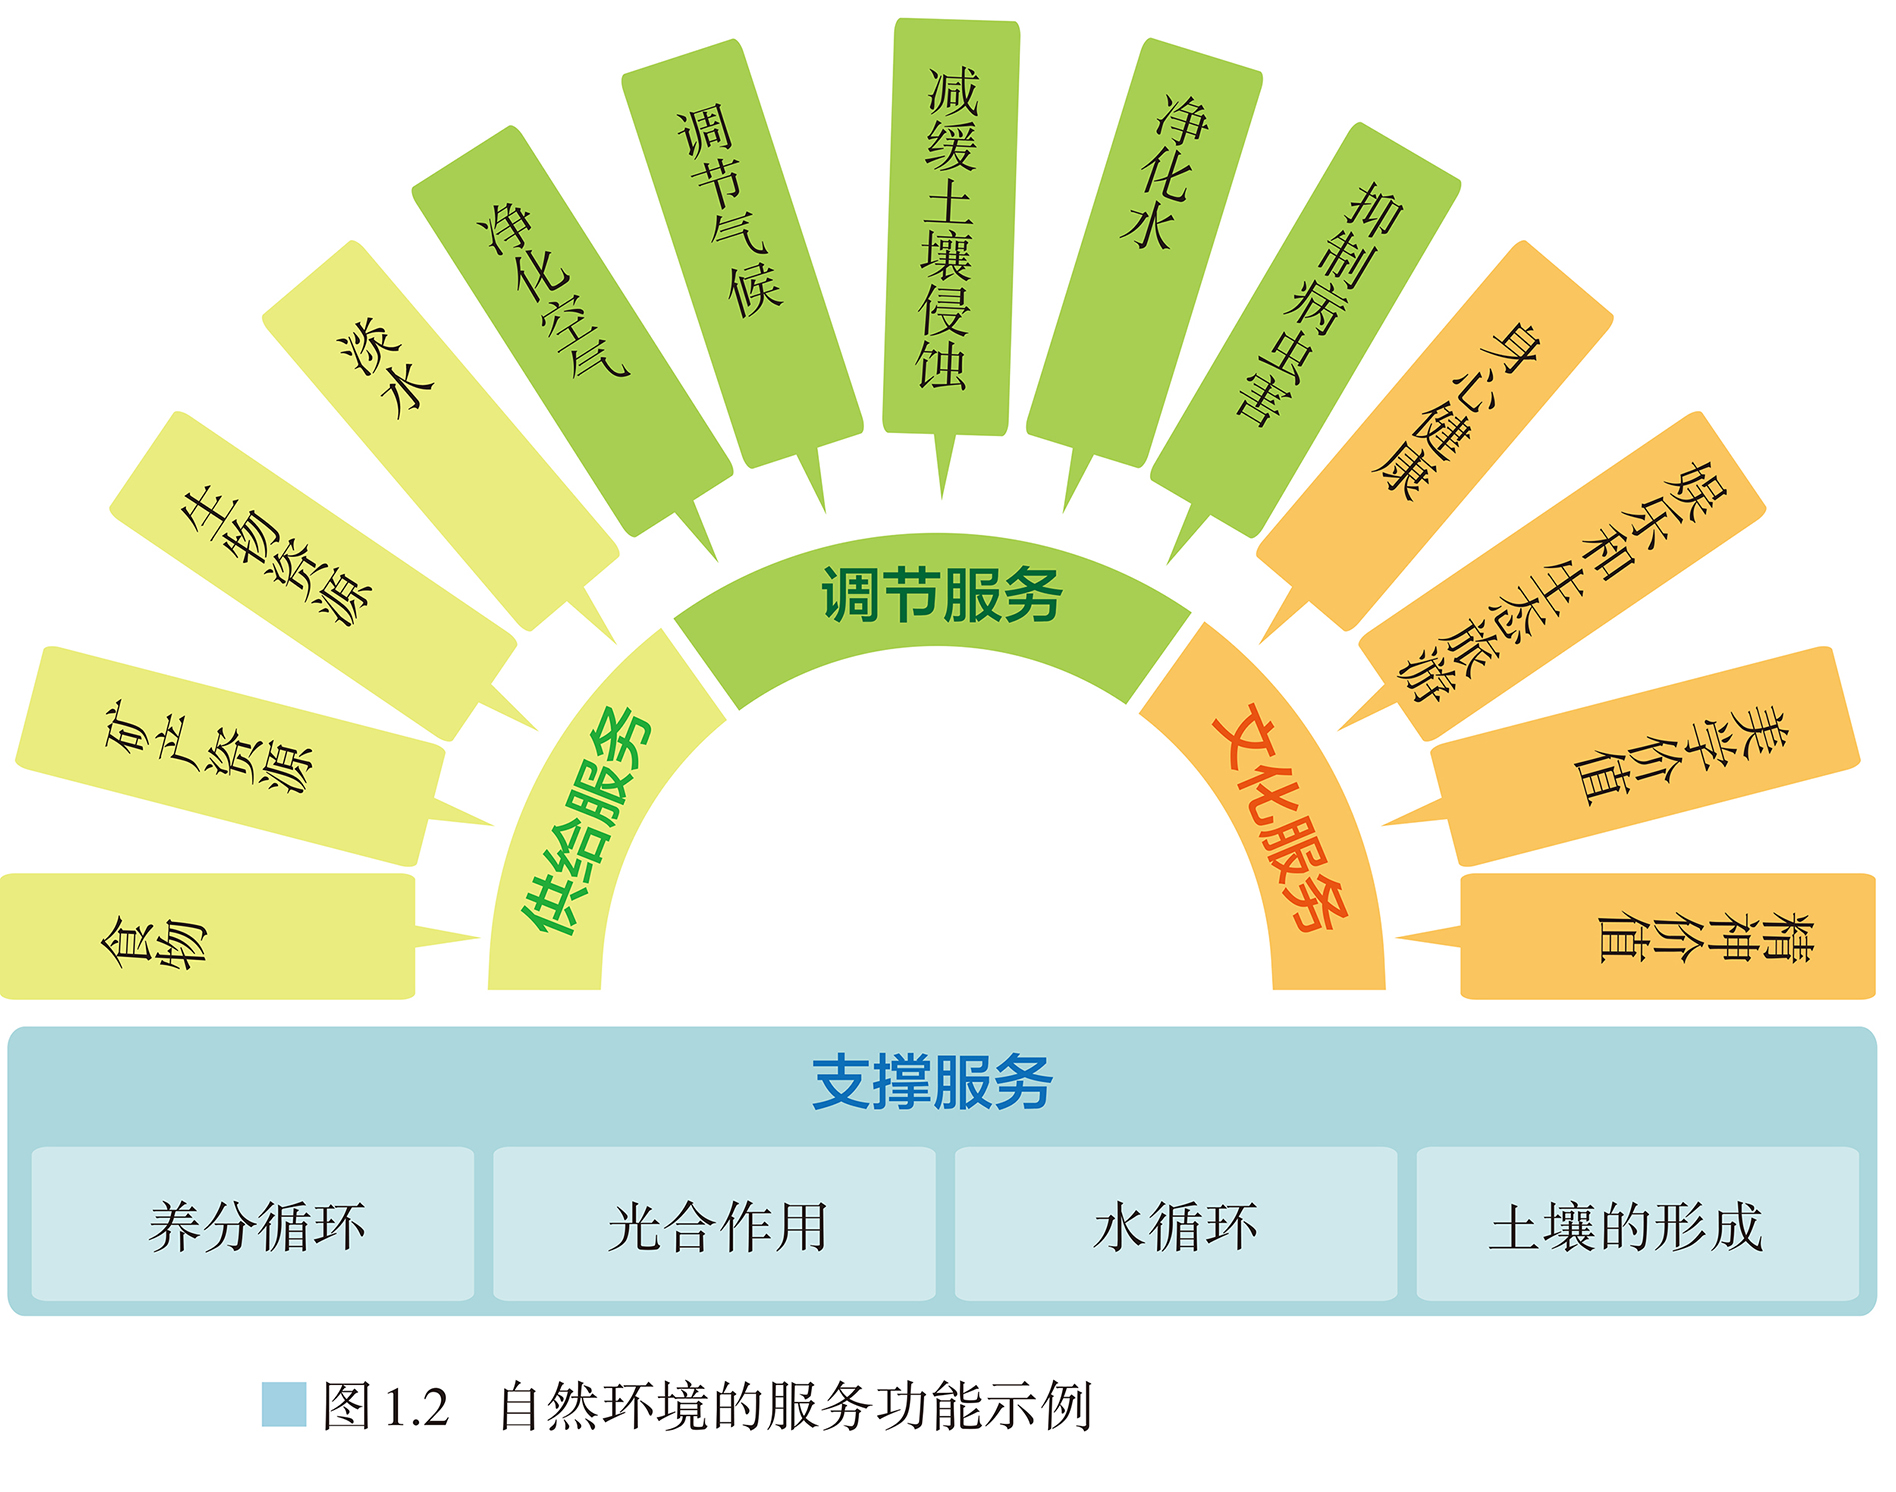 食物
矿产资源
生物资源
淡水
净化空气
调节气候
减缓土壤侵蚀
净化水
抑制病虫害
身心健康
娱乐和生态旅游
美学价值
精神价值
供给服务
调节服务
文化服务
支撑服务
养分循环
光合作用
水循环
土壤的形成
图1.2 自然环境的服务功能示例